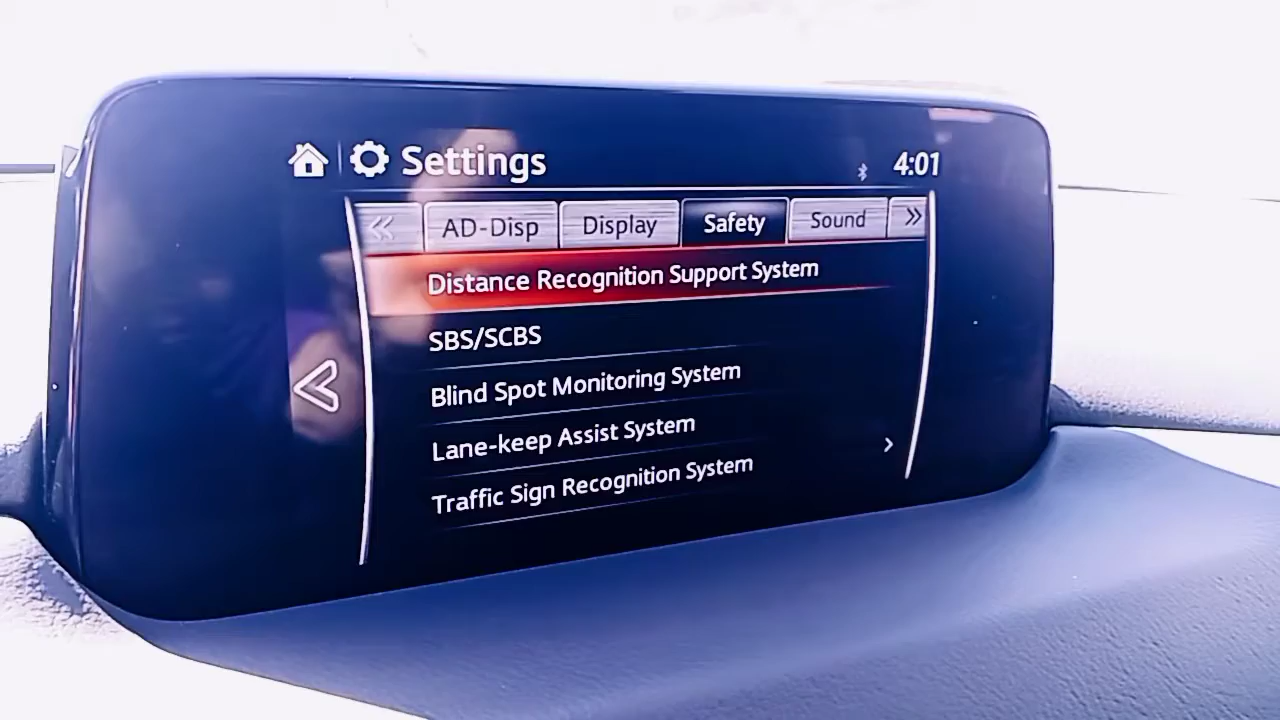 Settings
4:01
AD-Disp Display Safety Sound
Distance Recognition Support System
SBS/SCBS
Blind Spot Monitoring System
Lane-keep Assist System
Traffic Sign Recognition System